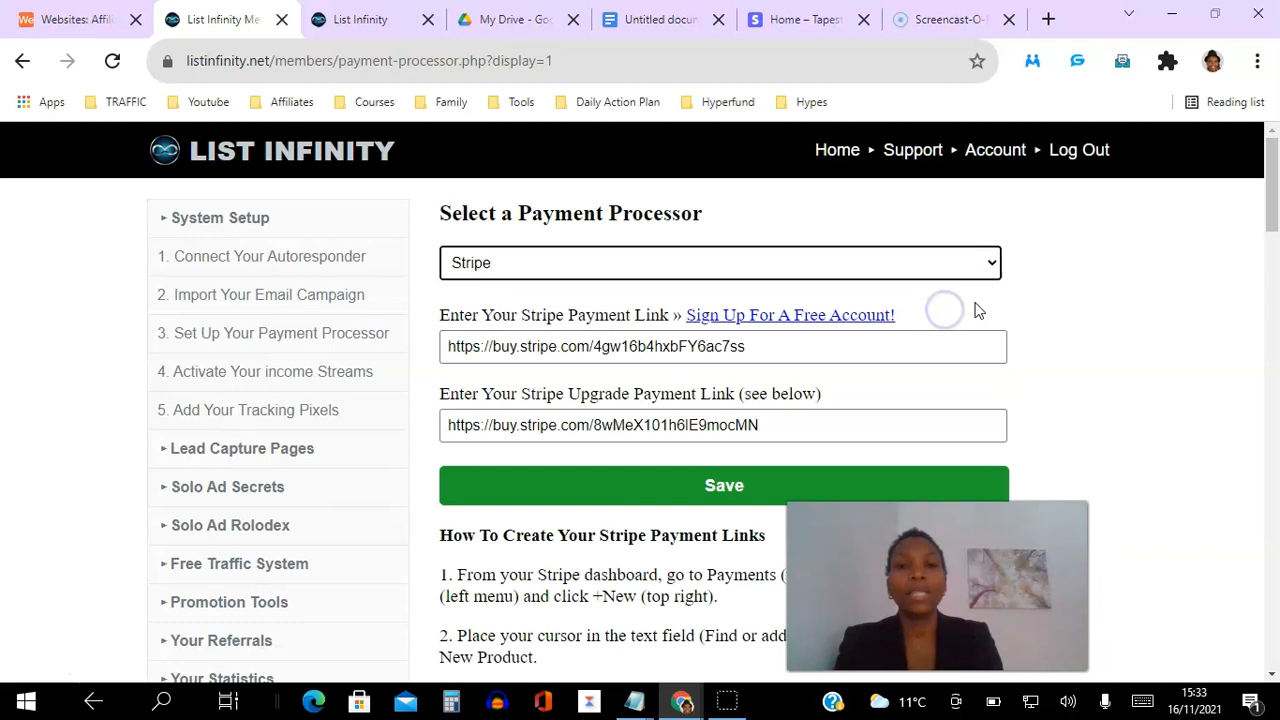 Websites: Affili
List Infinity Me
List Infinity
My Drive - Goo
Untitled docum
Home – Tapest
Screencast-O-
listinfinity.net/members/payment-processor.php?display=1
Apps
TRAFFIC
Youtube
Affiliates
Courses
Family
Tools
Daily Action Plan
Hyperfund
Hypes
Reading list
LIST INFINITY
Home ▸ Support ▸ Account ▸ Log Out
▸ System Setup
1. Connect Your Autoresponder
2. Import Your Email Campaign
3. Set Up Your Payment Processor
4. Activate Your income Streams
5. Add Your Tracking Pixels
▸ Lead Capture Pages
▸ Solo Ad Secrets
▸ Solo Ad Rolodex
▸ Free Traffic System
▸ Promotion Tools
▸ Your Referrals
▸ Your Statistics
Select a Payment Processor
Stripe
Enter Your Stripe Payment Link » Sign Up For A Free Account!
https://buy.stripe.com/4gw16b4hxbFY6ac7ss
Enter Your Stripe Upgrade Payment Link (see below)
https://buy.stripe.com/8wMeX101h6lE9mocMN
Save
How To Create Your Stripe Payment Links
1. From your Stripe dashboard, go to Payments (
(left menu) and click +New (top right).
2. Place your cursor in the text field (Find or add
New Product.
11°C
15:33
16/11/2021
1